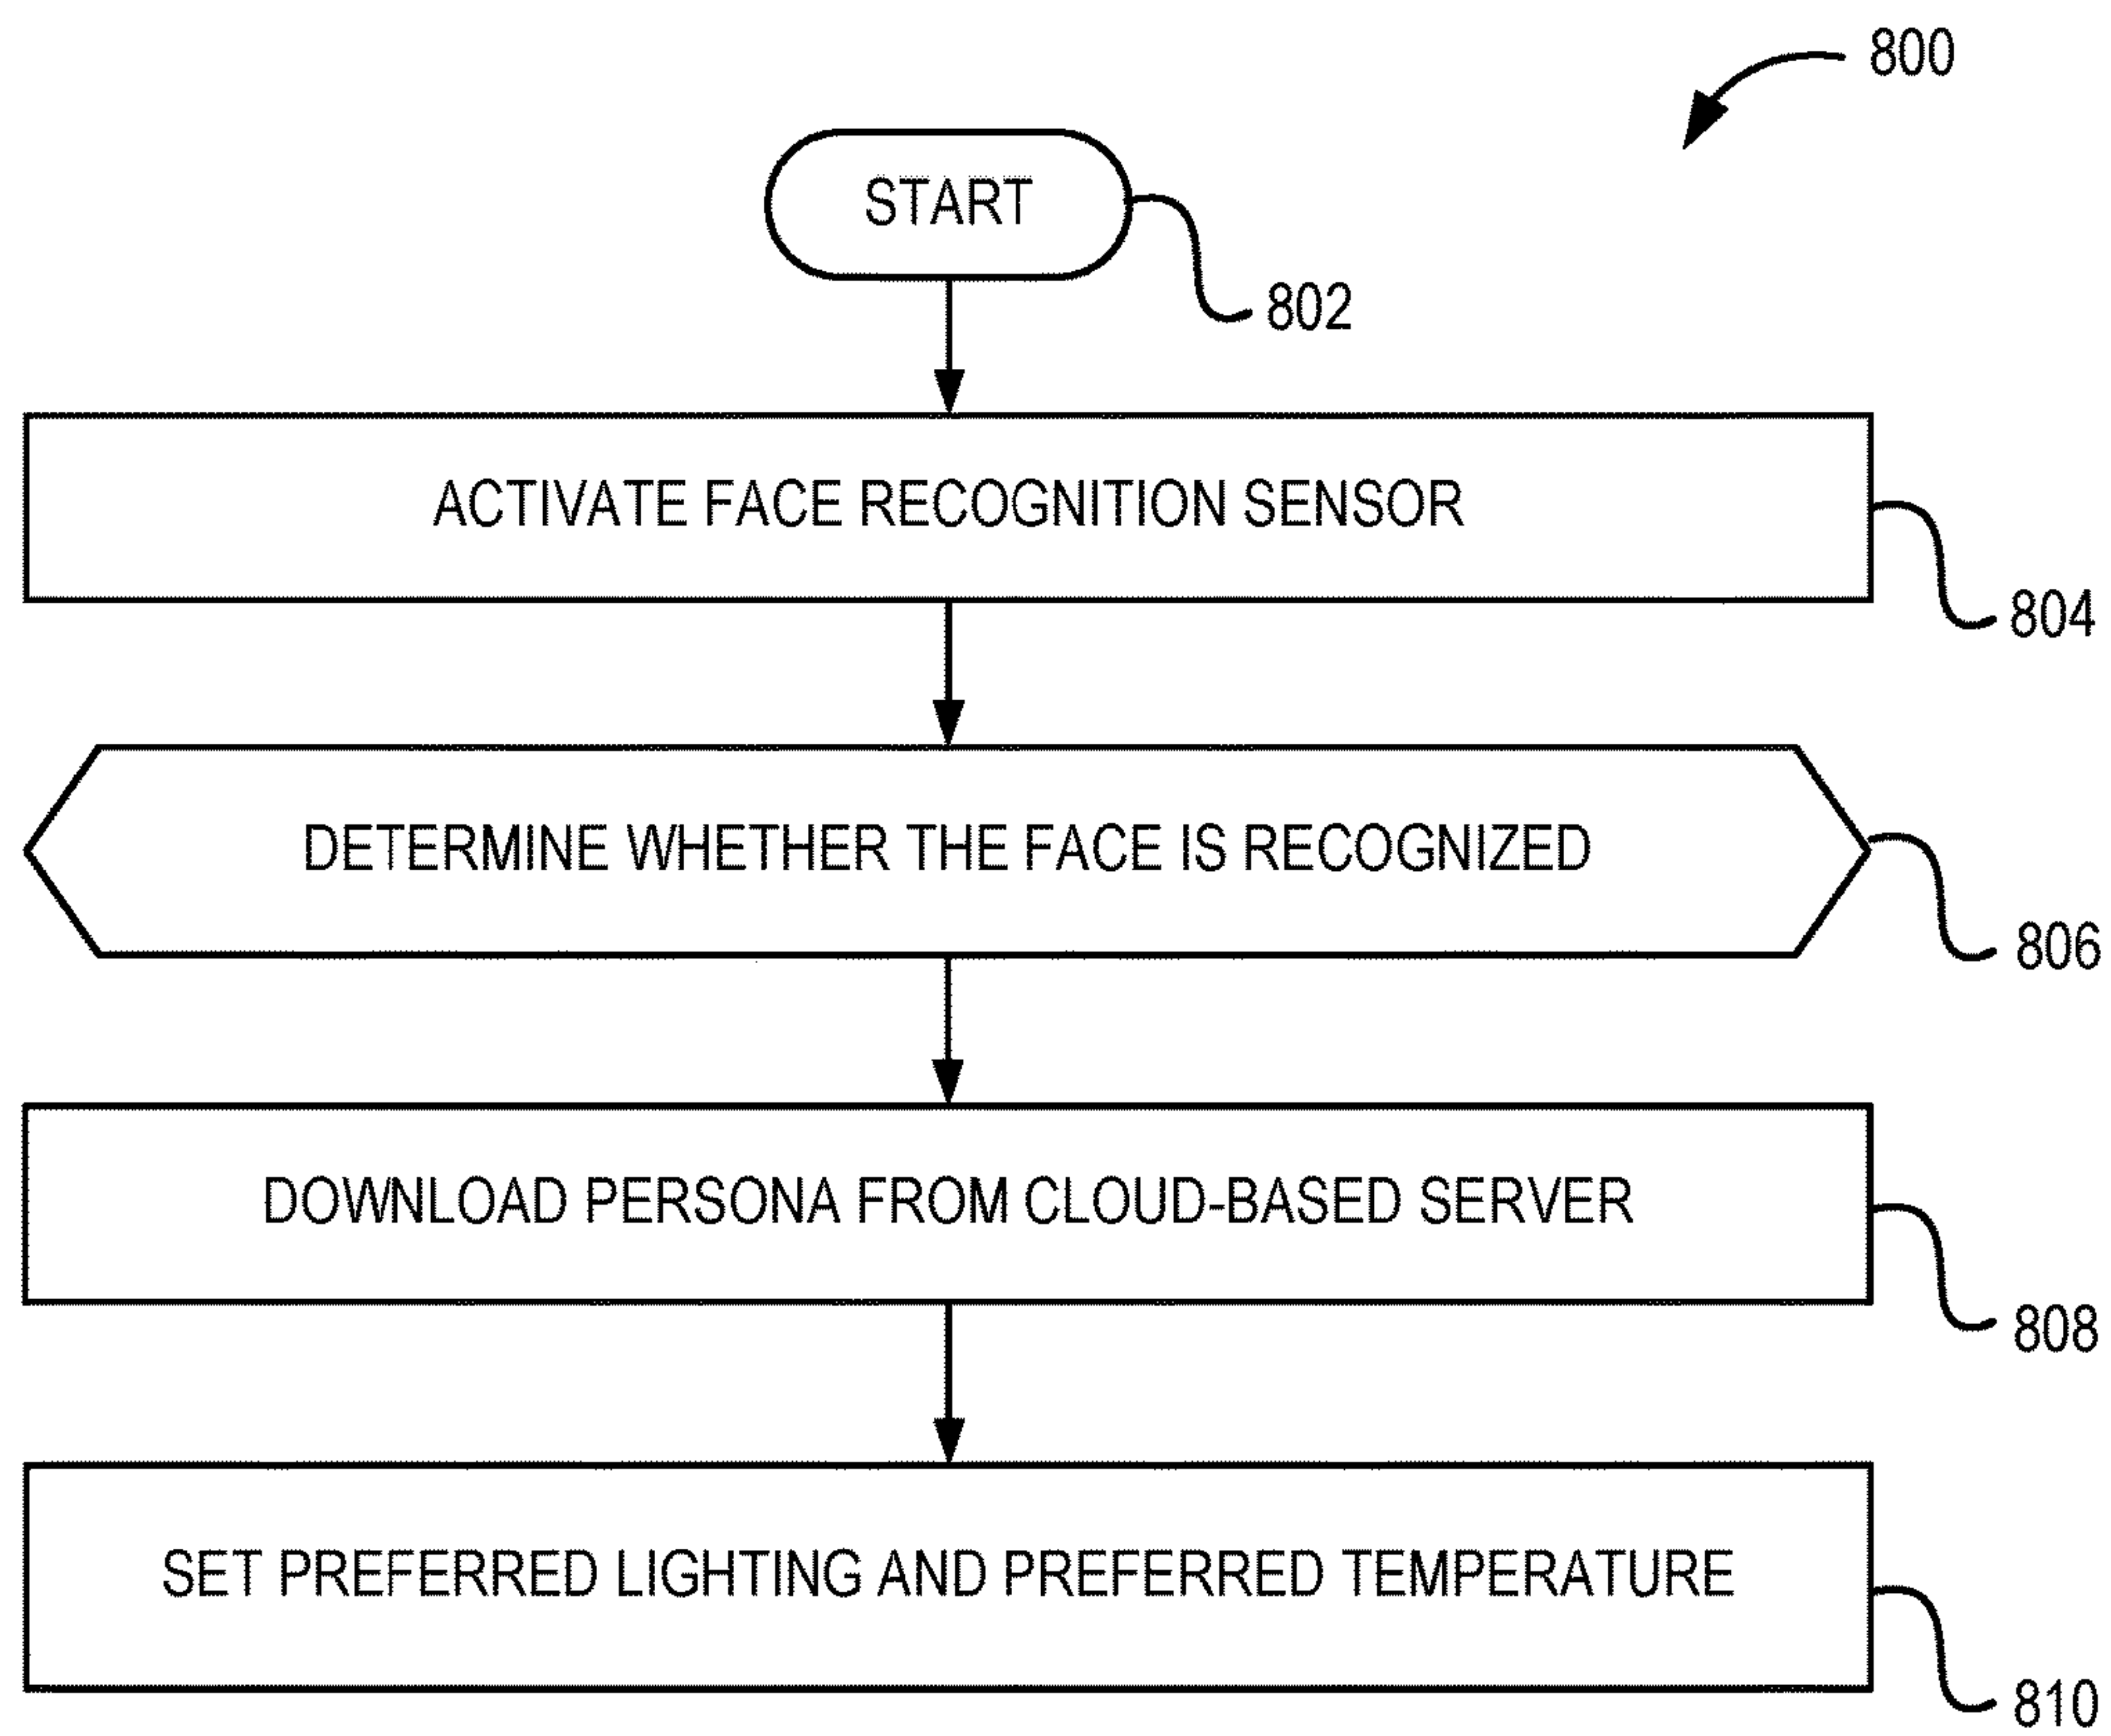 800
START
802
ACTIVATE FACE RECOGNITION SENSOR
804
DETERMINE WHETHER THE FACE IS RECOGNIZED
806
DOWNLOAD PERSONA FROM CLOUD-BASED SERVER
808
SET PREFERRED LIGHTING AND PREFERRED TEMPERATURE
810